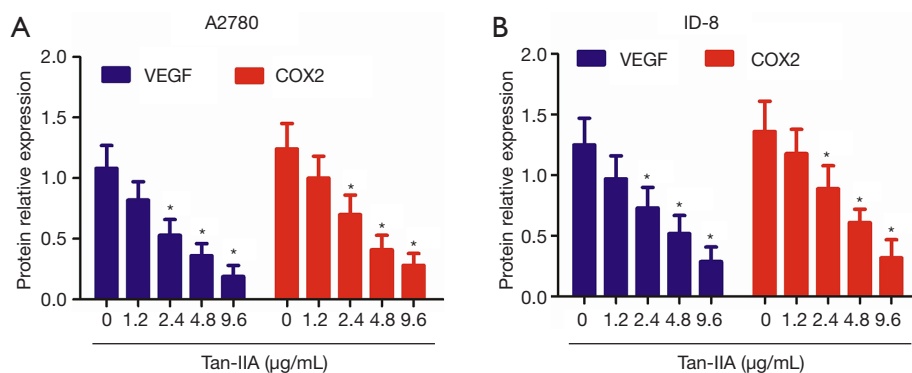 A
A2780
VEGF COX2
Protein relative expression
2.0
1.5
1.0
0.5
0.0
* * * * * *
0 1.2 2.4 4.8 9.6 0 1.2 2.4 4.8 9.6
Tan-IIA (µg/mL)
B
ID-8
VEGF COX2
Protein relative expression
2.0
1.5
1.0
0.5
0.0
* * * * * *
0 1.2 2.4 4.8 9.6 0 1.2 2.4 4.8 9.6
Tan-IIA (µg/mL)